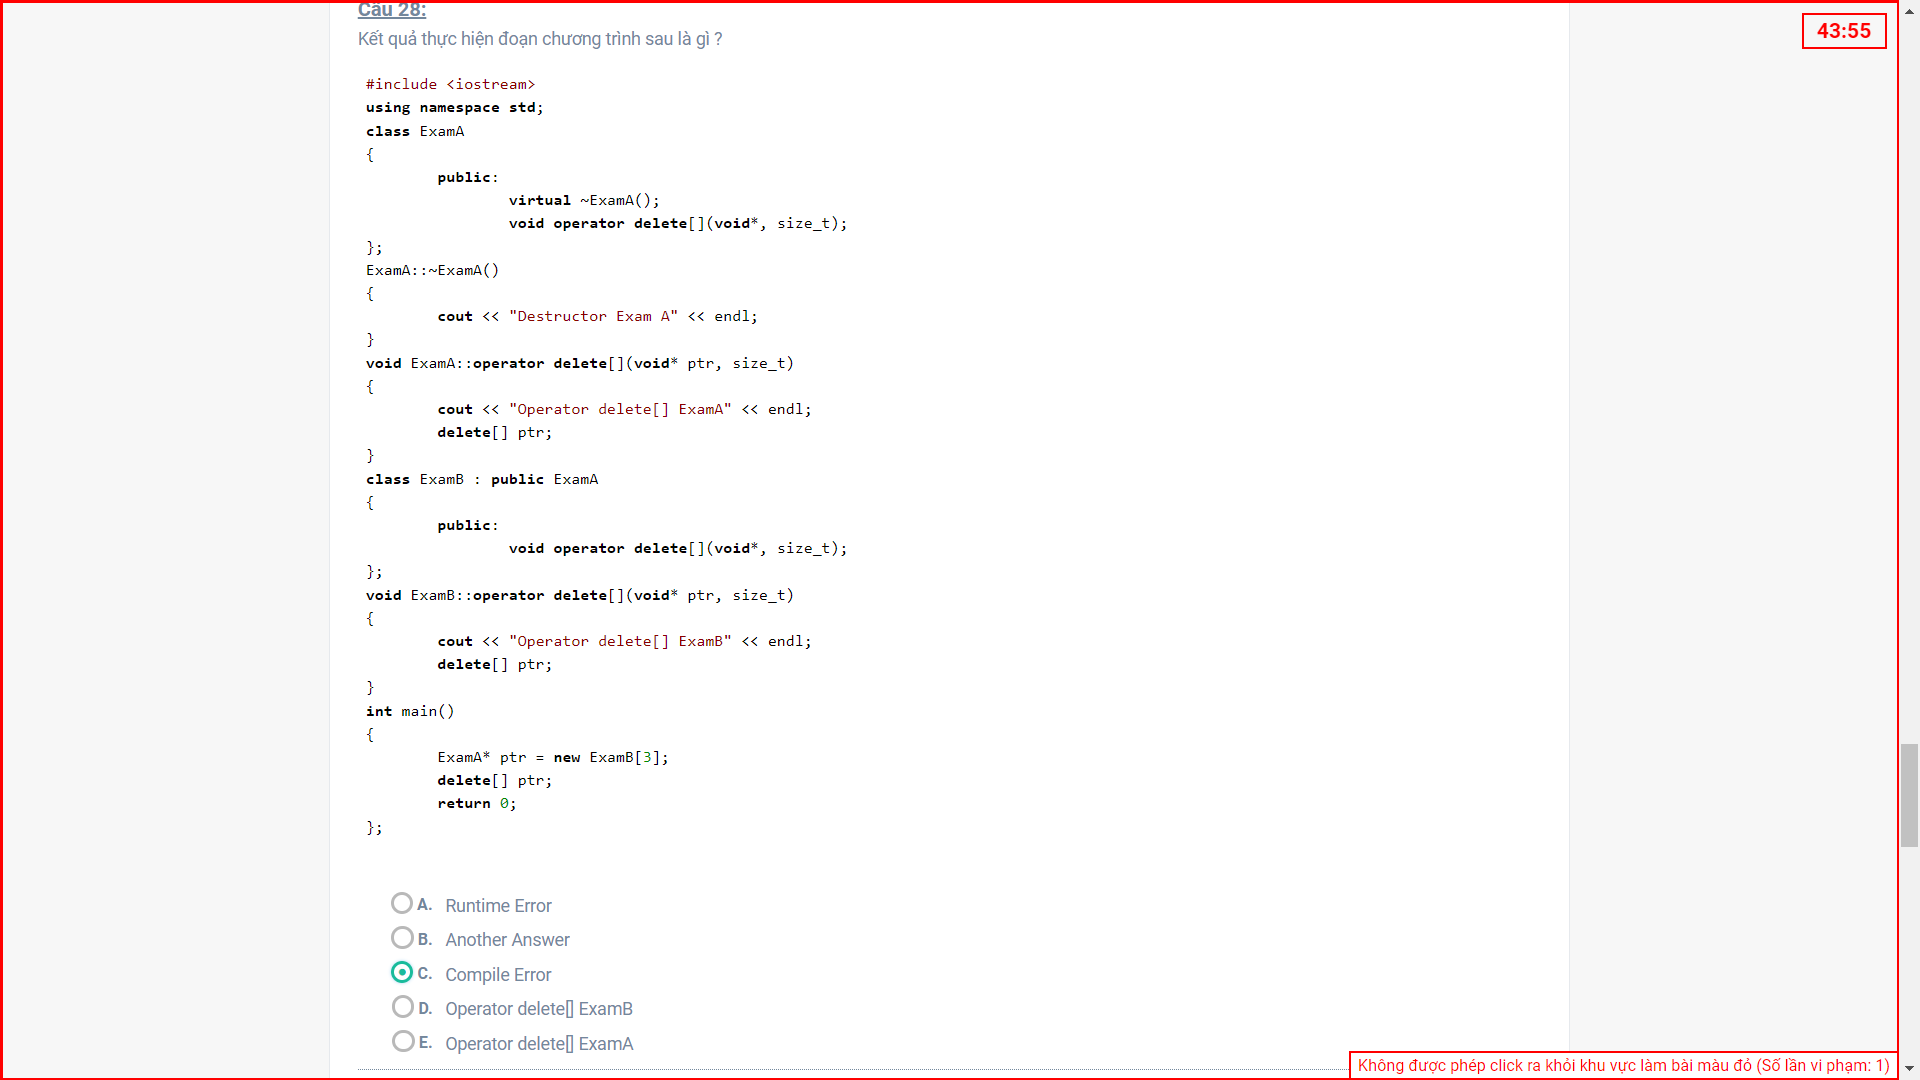 Câu 28:
43:55
Kết quả thực hiện đoạn chương trình sau là gì ?
#include <iostream>
using namespace std;
class ExamA
{
public:
virtual ~ExamA();
void operator delete[](void*, size_t);
};
ExamA::~ExamA()
{
cout << "Destructor Exam A" << endl;
}
void ExamA::operator delete[](void* ptr, size_t)
{
cout << "Operator delete[] ExamA" << endl;
delete[] ptr;
}
class ExamB : public ExamA
{
public:
void operator delete[](void*, size_t);
};
void ExamB::operator delete[](void* ptr, size_t)
{
cout << "Operator delete[] ExamB" << endl;
delete[] ptr;
}
int main()
{
ExamA* ptr = new ExamB[3];
delete[] ptr;
return 0;
};
A. Runtime Error
B. Another Answer
C. Compile Error
D. Operator delete[] ExamB
E. Operator delete[] ExamA
Không được phép click ra khỏi khu vực làm bài màu đỏ (Số lần vi phạm: 1)